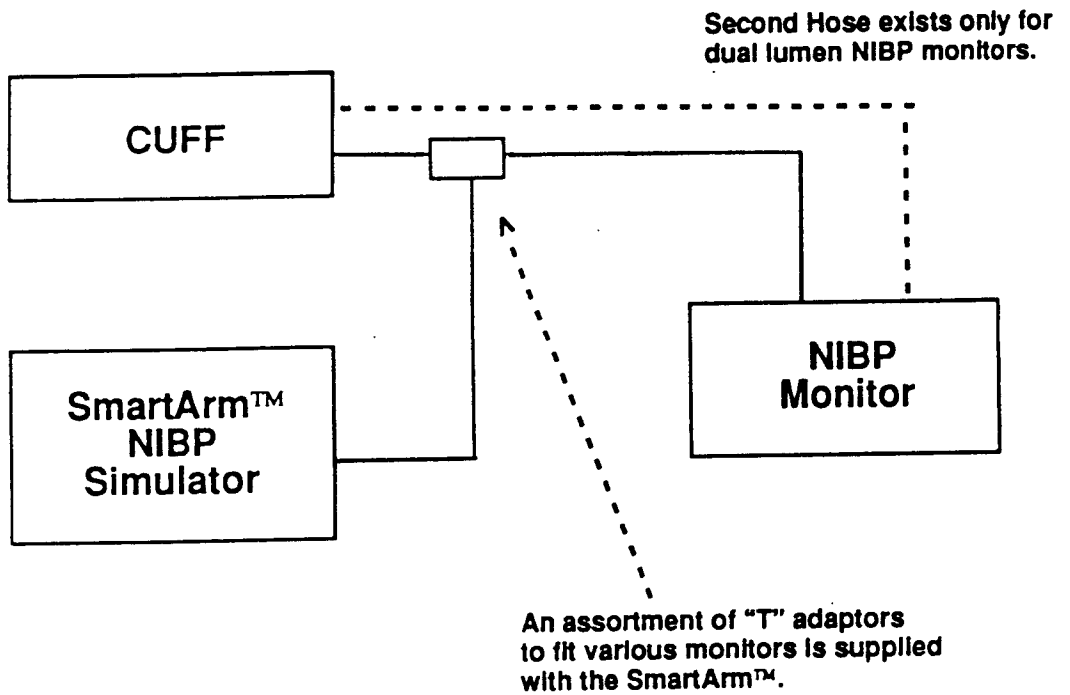 Second Hose exists only for
dual lumen NIBP monitors.
CUFF
NIBP
Monitor
SmartArm™
NIBP
Simulator
An assortment of "T" adaptors
to fit various monitors is supplied
with the SmartArm™.